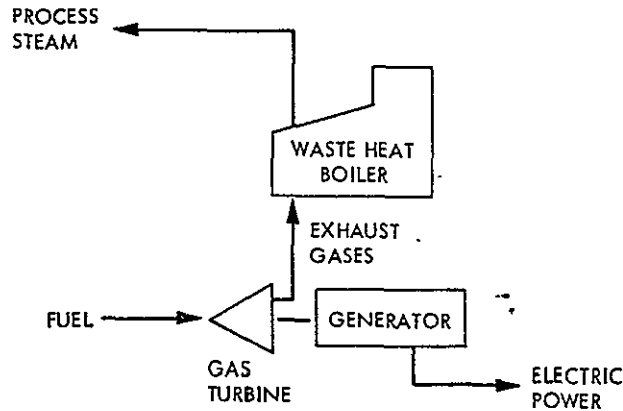 PROCESS
STEAM
WASTE HEAT
BOILER
EXHAUST
GASES
FUEL
GENERATOR
GAS
TURBINE
ELECTRIC
POWER